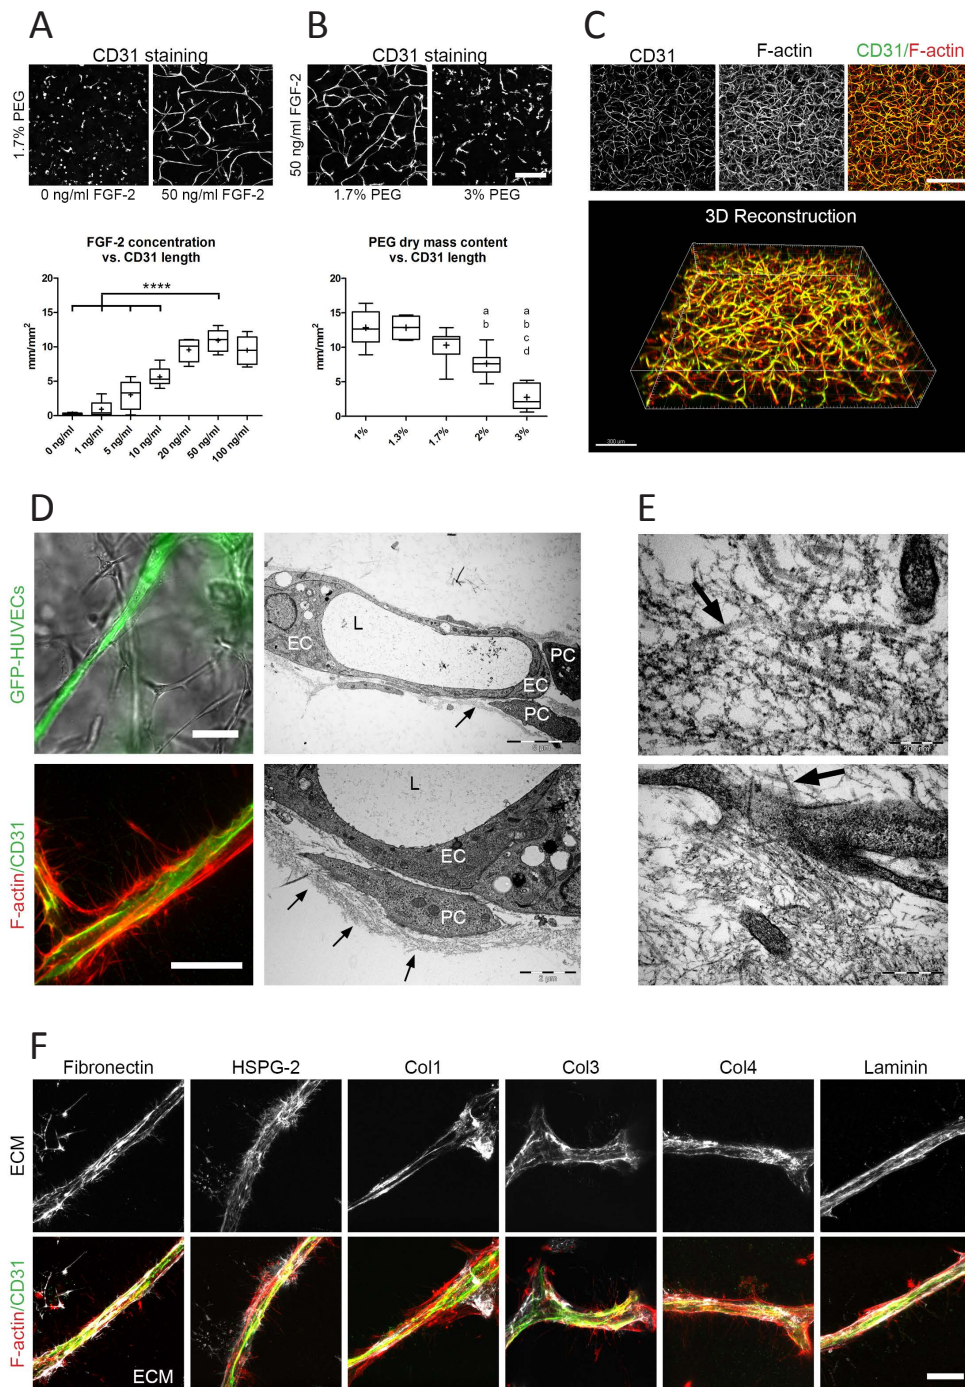 A
CD31 staining
1.7% PEG
0 ng/ml FGF-2
50 ng/ml FGF-2
FGF-2 concentration
vs. CD31 length
mm/mm²
20
15
10
5
0
****
0 ng/ml
1 ng/ml
5 ng/ml
10 ng/ml
20 ng/ml
50 ng/ml
100 ng/ml
B
CD31 staining
50 ng/ml FGF-2
1.7% PEG
3% PEG
PEG dry mass content
vs. CD31 length
mm/mm²
20
15
10
5
0
a
b
a
b
c
d
1%
1.3%
1.7%
2%
3%
C
CD31
F-actin
CD31/F-actin
3D Reconstruction
300 µm
D
GFP-HUVECs
F-actin/CD31
L
EC
PC
EC
PC
L
EC
PC
2 µm
E
F
Fibronectin
HSPG-2
Col1
Col3
Col4
Laminin
ECM
F-actin/CD31
ECM